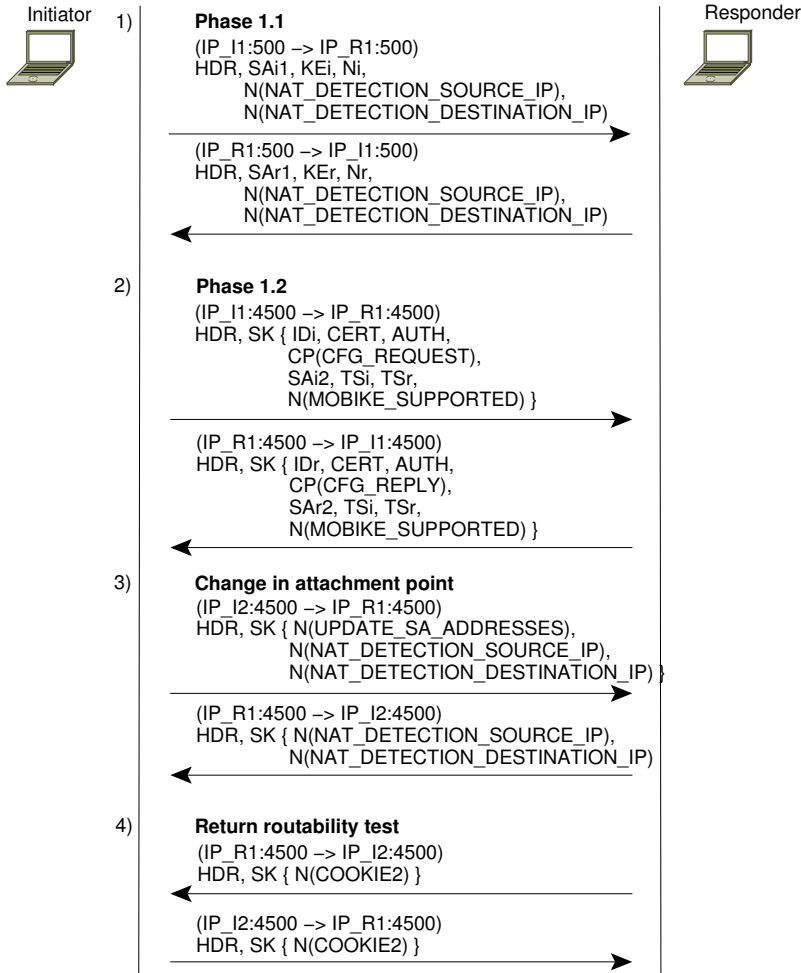 Initiator
Responder
1) Phase 1.1
(IP_I1:500 −> IP_R1:500)
HDR, SAi1, KEi, Ni,
N(NAT_DETECTION_SOURCE_IP),
N(NAT_DETECTION_DESTINATION_IP)
(IP_R1:500 −> IP_I1:500)
HDR, SAr1, KEr, Nr,
N(NAT_DETECTION_SOURCE_IP),
N(NAT_DETECTION_DESTINATION_IP)
2) Phase 1.2
(IP_I1:4500 −> IP_R1:4500)
HDR, SK { IDi, CERT, AUTH,
CP(CFG_REQUEST),
SAi2, TSi, TSr,
N(MOBIKE_SUPPORTED) }
(IP_R1:4500 −> IP_I1:4500)
HDR, SK { IDr, CERT, AUTH,
CP(CFG_REPLY),
SAr2, TSi, TSr,
N(MOBIKE_SUPPORTED) }
3) Change in attachment point
(IP_I2:4500 −> IP_R1:4500)
HDR, SK { N(UPDATE_SA_ADDRESSES),
N(NAT_DETECTION_SOURCE_IP),
N(NAT_DETECTION_DESTINATION_IP) }
(IP_R1:4500 −> IP_I2:4500)
HDR, SK { N(NAT_DETECTION_SOURCE_IP),
N(NAT_DETECTION_DESTINATION_IP)
4) Return routability test
(IP_R1:4500 −> IP_I2:4500)
HDR, SK { N(COOKIE2) }
(IP_I2:4500 −> IP_R1:4500)
HDR, SK { N(COOKIE2) }